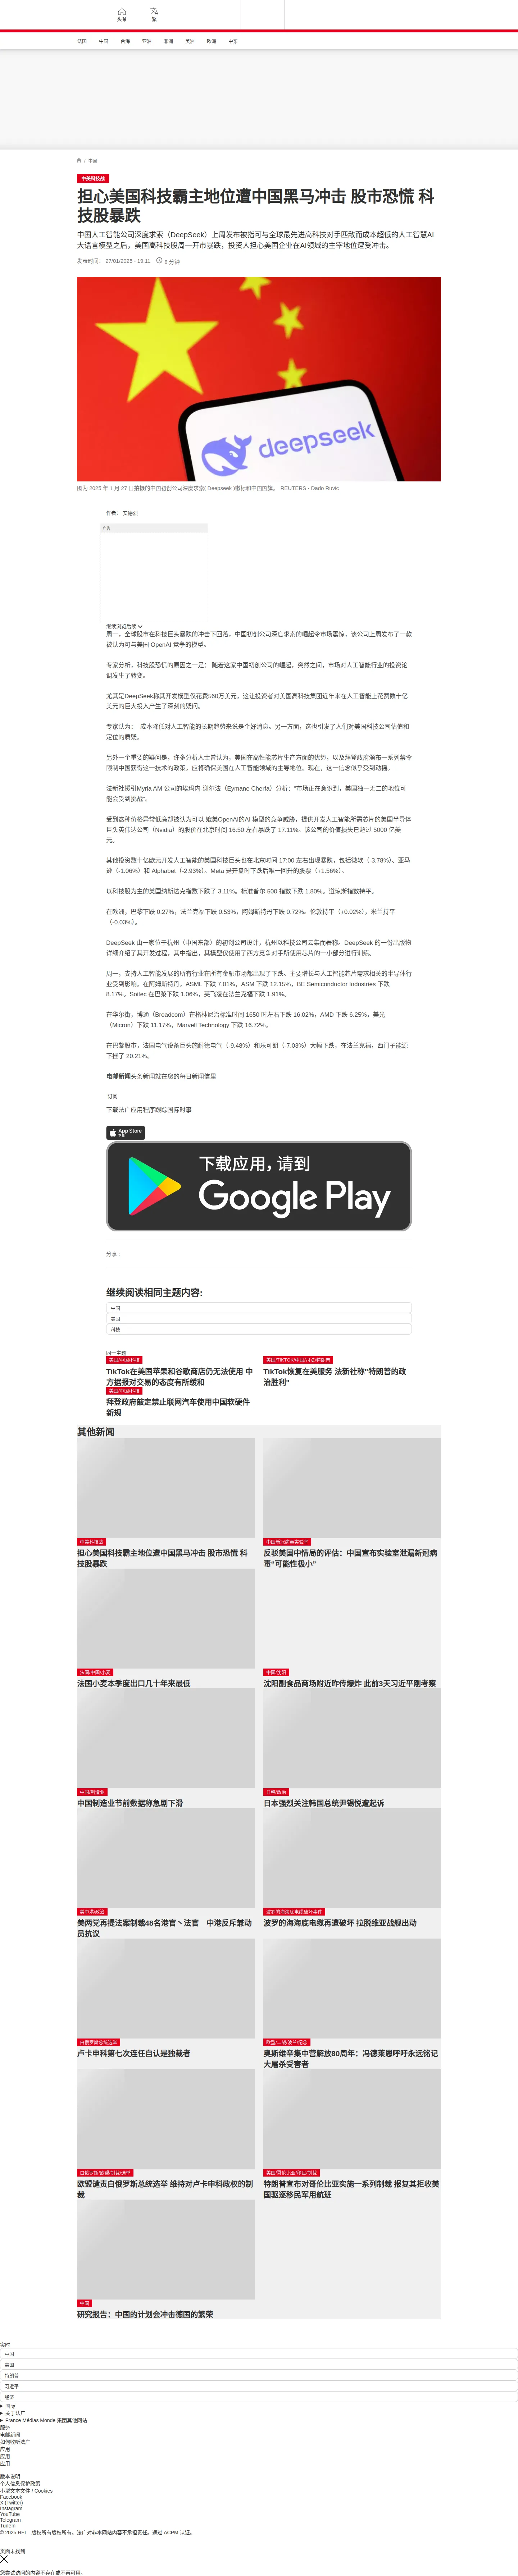 头条
繁
法国
中国
台海
亚洲
非洲
美洲
欧洲
中东
/ 中国
中美科技战
担心美国科技霸主地位遭中国黑马冲击 股市恐慌 科
技股暴跌
中国人工智能公司深度求索（DeepSeek）上周发布被指可与全球最先进高科技对手匹敌而成本超低的人工智慧AI
大语言模型之后，美国高科技股周一开市暴跌，投资人担心美国企业在AI领域的主宰地位遭受冲击。
发表时间： 27/01/2025 - 19:11
8 分钟
deepseek
图为 2025 年 1 月 27 日拍摄的中国初创公司深度求索( Deepseek )徽标和中国国旗。 REUTERS - Dado Ruvic
作者： 安德烈
广告
继续浏览后续
周一，全球股市在科技巨头暴跌的冲击下回落，中国初创公司深度求索的崛起令市场震惊，该公司上周发布了一款
被认为可与美国 OpenAI 竞争的模型。
专家分析，科技股恐慌的原因之一是： 随着这家中国初创公司的崛起，突然之间，市场对人工智能行业的投资论
调发生了转变。
尤其是DeepSeek称其开发模型仅花费560万美元，这让投资者对美国高科技集团近年来在人工智能上花费数十亿
美元的巨大投入产生了深刻的疑问。
专家认为：  成本降低对人工智能的长期趋势来说是个好消息。另一方面，这也引发了人们对美国科技公司估值和
定位的质疑。
另外一个重要的疑问是，许多分析人士曾认为，美国在高性能芯片生产方面的优势，以及拜登政府颁布一系列禁令
限制中国获得这一技术的政策，应将确保美国在人工智能领域的主导地位。现在，这一信念似乎受到动摇。
法新社援引Myria AM 公司的埃玛内-谢尔法（Eymane Cherfa）分析：“市场正在意识到，美国独一无二的地位可
能会受到挑战”。
受到这种价格异常低廉却被认为可以 媲美OpenAI的AI 模型的竞争威胁，提供开发人工智能所需芯片的美国半导体
巨头英伟达公司（Nvidia）的股价在北京时间 16:50 左右暴跌了 17.11%。该公司的价值损失已超过 5000 亿美
元。
其他投资数十亿欧元开发人工智能的美国科技巨头也在北京时间 17:00 左右出现暴跌，包括微软（-3.78%）、亚马
逊（-1.06%）和 Alphabet（-2.93%）。Meta 是开盘时下跌后唯一回升的股票（+1.56%）。
以科技股为主的美国纳斯达克指数下跌了 3.11%。标准普尔 500 指数下跌 1.80%。道琼斯指数持平。
在欧洲，巴黎下跌 0.27%，法兰克福下跌 0.53%，阿姆斯特丹下跌 0.72%。伦敦持平（+0.02%），米兰持平
（-0.03%）。
DeepSeek 由一家位于杭州（中国东部）的初创公司设计，杭州以科技公司云集而著称。DeepSeek 的一份出版物
详细介绍了其开发过程，其中指出，其模型仅使用了西方竞争对手所使用芯片的一小部分进行训练。
周一，支持人工智能发展的所有行业在所有金融市场都出现了下跌。主要增长与人工智能芯片需求相关的半导体行
业受到影响。在阿姆斯特丹，ASML 下跌 7.01%，ASM 下跌 12.15%，BE Semiconductor Industries 下跌
8.17%。Soitec 在巴黎下跌 1.06%，英飞凌在法兰克福下跌 1.91%。
在华尔街，博通（Broadcom）在格林尼治标准时间 1650 时左右下跌 16.02%，AMD 下跌 6.25%，美光
（Micron）下跌 11.17%，Marvell Technology 下跌 16.72%。
在巴黎股市，法国电气设备巨头施耐德电气（-9.48%）和乐可朗（-7.03%）大幅下跌，在法兰克福，西门子能源
下挫了 20.21%。
电邮新闻头条新闻就在您的每日新闻信里
订阅
下载法广应用程序跟踪国际时事
App Store
下载
下载应用，请到
Google Play
分享 :
继续阅读相同主题内容:
中国
美国
科技
同一主题
美国/中国/科技
TikTok在美国苹果和谷歌商店仍无法使用 中
方据报对交易的态度有所缓和
美国/TIKTOK/中国/司法/特朗普
TikTok恢复在美服务 法新社称"特朗普的政
治胜利"
美国/中国/科技
拜登政府敲定禁止联网汽车使用中国软硬件
新规
其他新闻
中美科技战
担心美国科技霸主地位遭中国黑马冲击 股市恐慌 科
技股暴跌
中国新冠病毒实验室
反驳美国中情局的评估：中国宣布实验室泄漏新冠病
毒"可能性极小"
法国/中国/小麦
法国小麦本季度出口几十年来最低
中国/沈阳
沈阳副食品商场附近昨传爆炸 此前3天习近平刚考察
中国/制造业
中国制造业节前数据称急剧下滑
日韩/政治
日本强烈关注韩国总统尹锡悦遭起诉
美中港/政治
美两党再提法案制裁48名港官丶法官　中港反斥兼动
员抗议
波罗的海海底电缆破坏事件
波罗的海海底电缆再遭破坏 拉脱维亚战舰出动
白俄罗斯总统选举
卢卡申科第七次连任自认是独裁者
欧盟/二战/波兰/纪念
奥斯维辛集中营解放80周年：冯德莱恩呼吁永远铭记
大屠杀受害者
白俄罗斯/欧盟/制裁/选举
欧盟谴责白俄罗斯总统选举 维持对卢卡申科政权的制
裁
美国/哥伦比亚/移民/制裁
特朗普宣布对哥伦比亚实施一系列制裁 报复其拒收美
国驱逐移民军用航班
中国
研究报告：中国的计划会冲击德国的繁荣
实时
中国
美国
特朗普
习近平
经济
国际
关于法广
France Médias Monde 集团其他网站
服务
电邮新闻
如何收听法广
应用
应用
应用
版本说明
个人信息保护政策
小型文本文件 / Cookies
Facebook
X (Twitter)
Instagram
YouTube
Telegram
TuneIn
© 2025 RFI – 版权所有版权所有。法广对非本网站内容不承担责任。通过 ACPM 认证。
页面未找到
您尝试访问的内容不存在或不再可用。